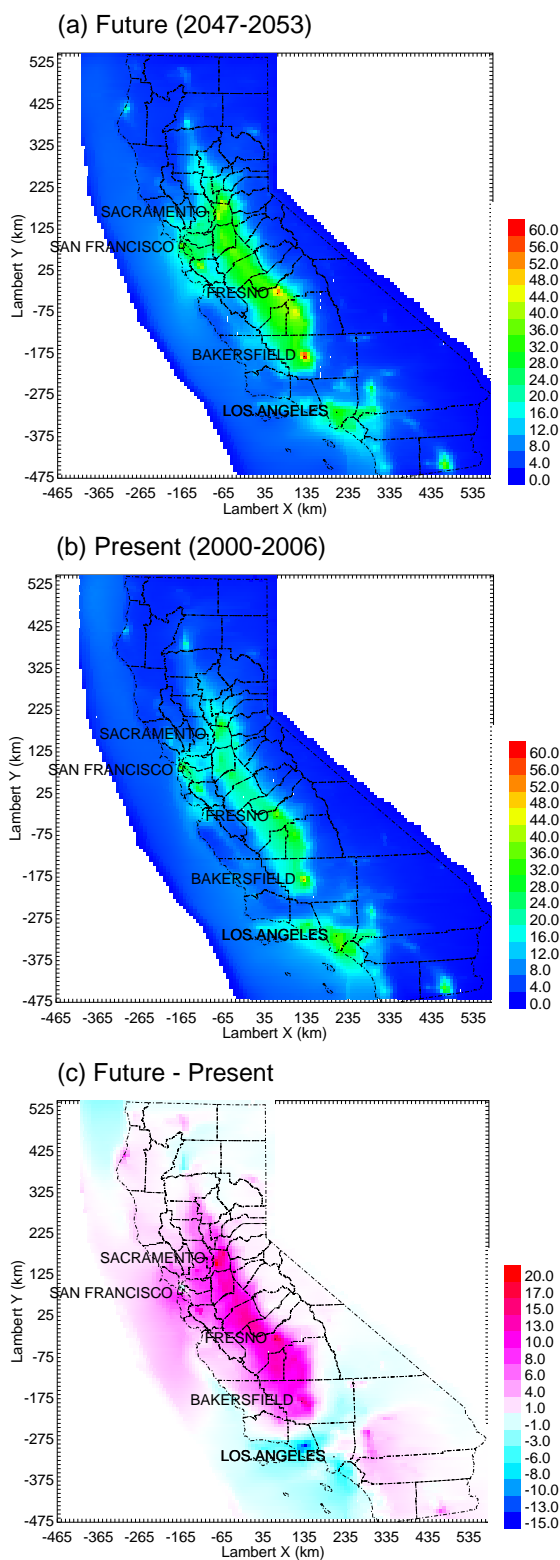 (a) Future (2047-2053)
525
425
325
225
125
25
-75
-175
-275
-375
-475
Lambert Y (km)
SACRAMENTO
SAN FRANCISCO
FRESNO
BAKERSFIELD
LOS ANGELES
-465 -365 -265 -165 -65 35 135 235 335 435 535
Lambert X (km)
60.0
56.0
52.0
48.0
44.0
40.0
36.0
32.0
28.0
24.0
20.0
16.0
12.0
8.0
4.0
0.0
(b) Present (2000-2006)
525
425
325
225
125
25
-75
-175
-275
-375
-475
Lambert Y (km)
SACRAMENTO
SAN FRANCISCO
FRESNO
BAKERSFIELD
LOS ANGELES
-465 -365 -265 -165 -65 35 135 235 335 435 535
Lambert X (km)
60.0
56.0
52.0
48.0
44.0
40.0
36.0
32.0
28.0
24.0
20.0
16.0
12.0
8.0
4.0
0.0
(c) Future - Present
525
425
325
225
125
25
-75
-175
-275
-375
-475
Lambert Y (km)
SACRAMENTO
SAN FRANCISCO
FRESNO
BAKERSFIELD
LOS ANGELES
-465 -365 -265 -165 -65 35 135 235 335 435 535
Lambert X (km)
20.0
15.0
13.0
10.0
8.0
6.0
4.0
1.0
-1.0
-3.0
-6.0
-8.0
-10.0
-13.0
-15.0